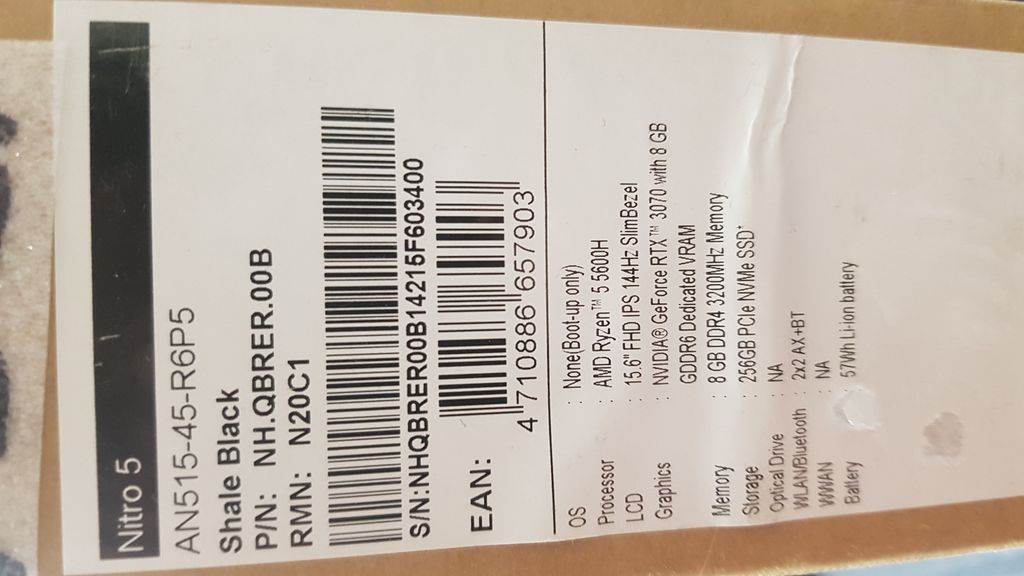 Nitro 5
AN515-45-R6P5
Shale Black
P/N: NH.QBRER.00B
RMN: N20C1
S/N:NHQBRER00B14215F603400
EAN:
4 710886 657903
OS : None(Boot-up only)
Processor : AMD Ryzen™ 5 5600H
LCD : 15.6" FHD IPS 144Hz SlimBezel
Graphics : NVIDIA® GeForce RTX™ 3070 with 8 GB
GDDR6 Dedicated VRAM
Memory : 8 GB DDR4 3200MHz Memory
Storage : 256GB PCIe NVMe SSD*
Optical Drive : NA
WLAN/Bluetooth : 2x2 AX+BT
WWAN : NA
Battery : 57Wh Li-ion battery